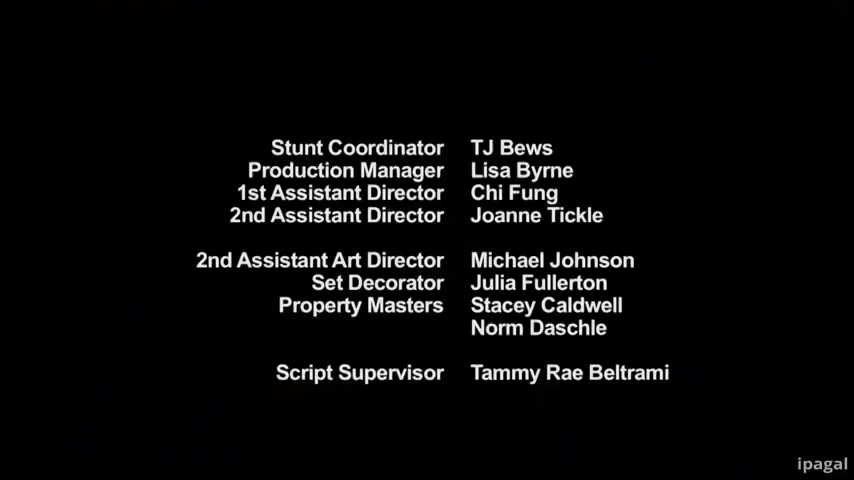 Stunt Coordinator TJ Bews
Production Manager Lisa Byrne
1st Assistant Director Chi Fung
2nd Assistant Director Joanne Tickle
2nd Assistant Art Director Michael Johnson
Set Decorator Julia Fullerton
Property Masters Stacey Caldwell
Norm Daschle
Script Supervisor Tammy Rae Beltrami
ipagal